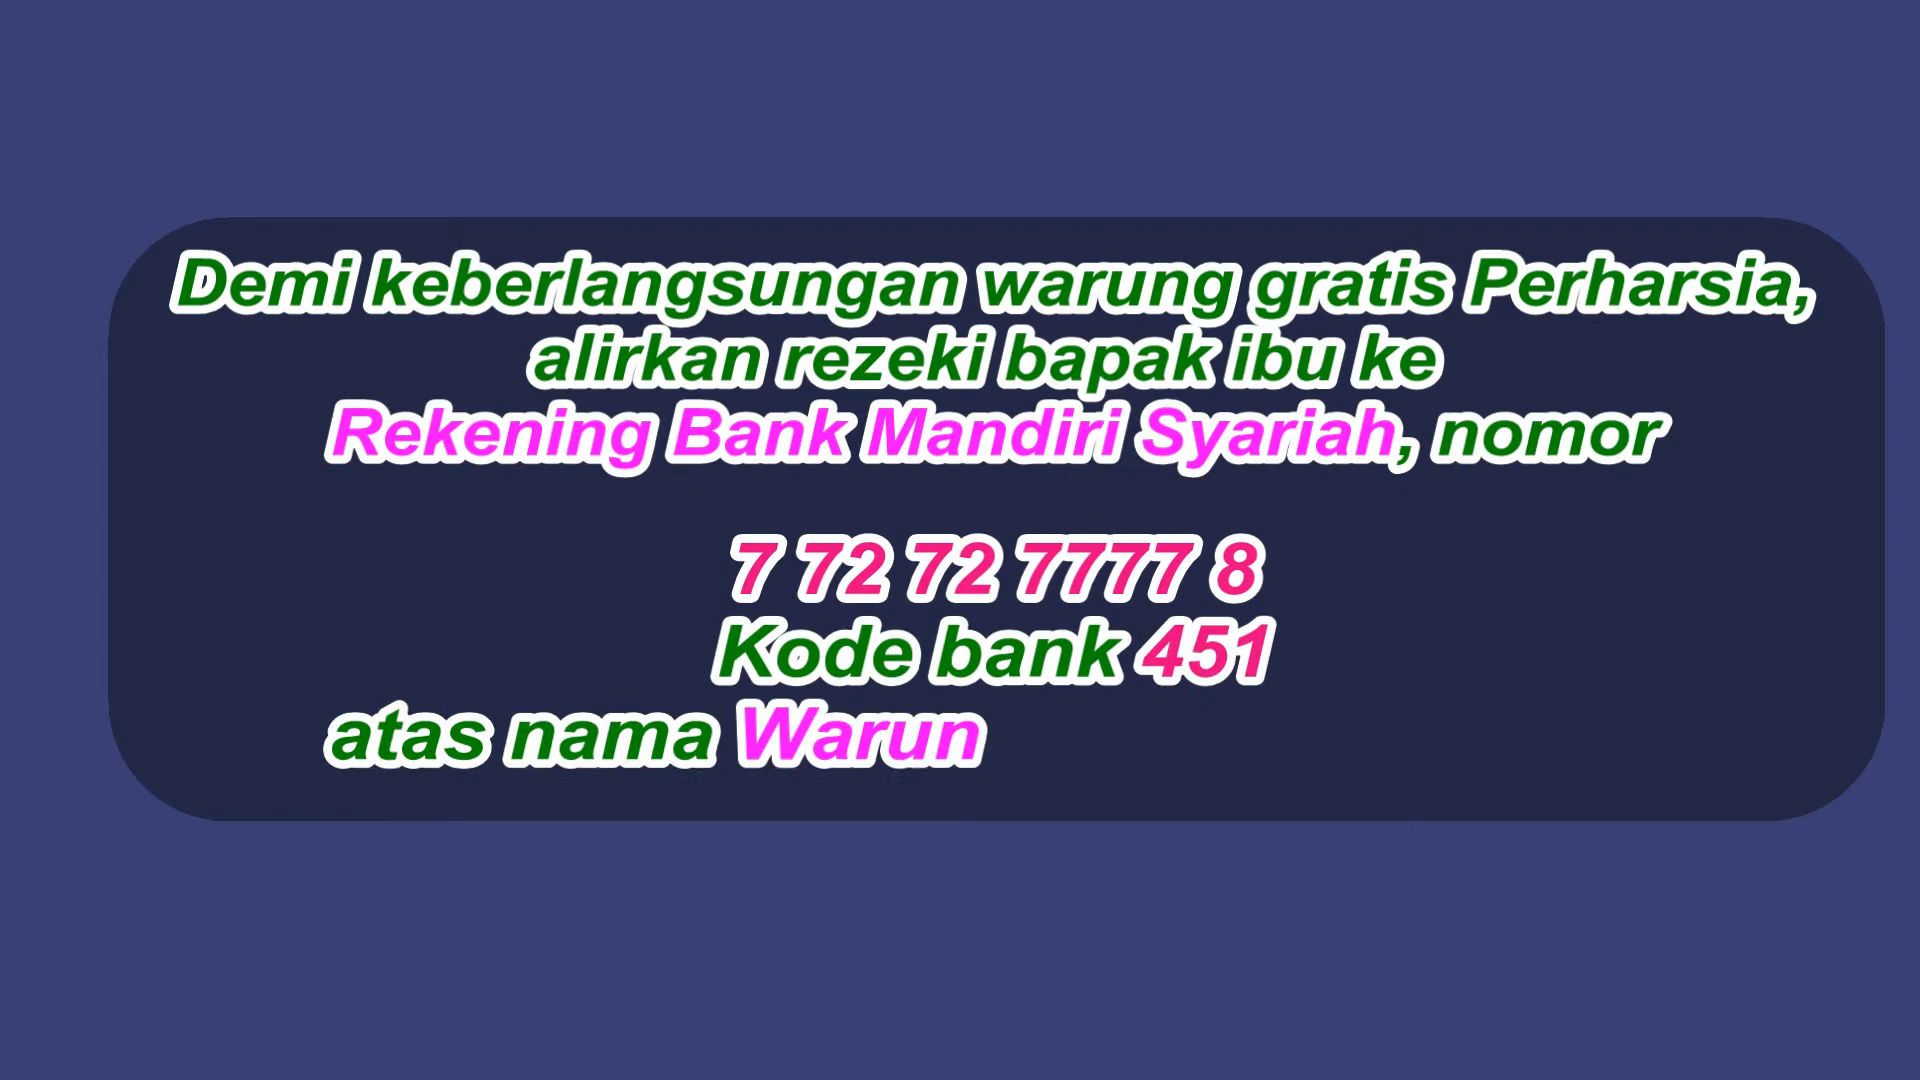 Demi keberlangsungan warung gratis Perharsia,
alirkan rezeki bapak ibu ke
Rekening Bank Mandiri Syariah, nomor
7 72 72 7777 8
Kode bank 451
atas nama Warun